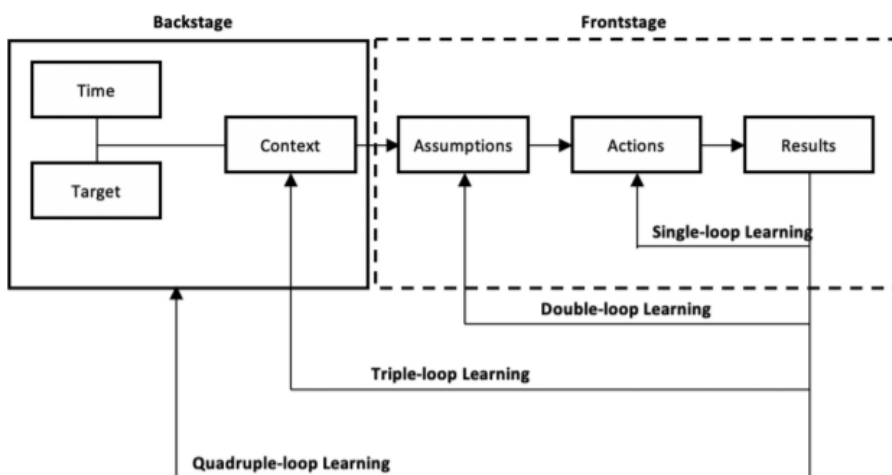 Backstage
Frontstage
Time
Target
Context
Assumptions
Actions
Results
Single-loop Learning
Double-loop Learning
Triple-loop Learning
Quadruple-loop Learning